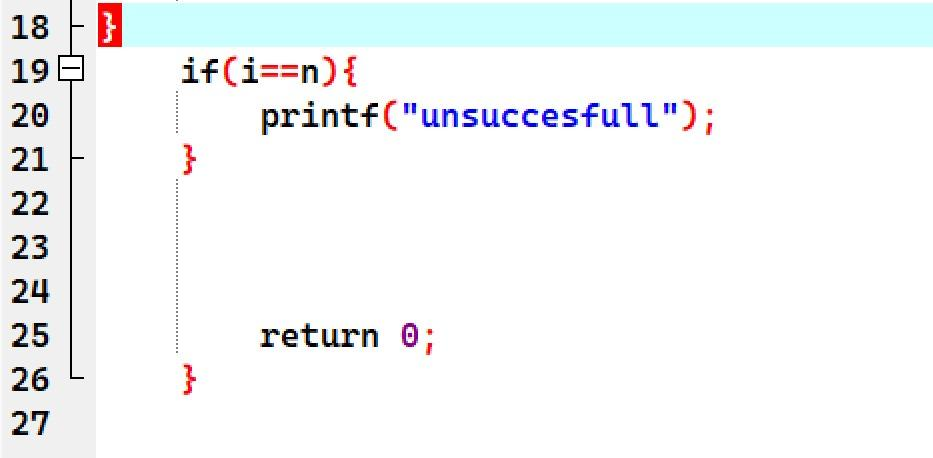 18 }
19 if(i==n){
20 printf("unsuccesfull");
21 }
22
23
24
25 return 0;
26 }
27